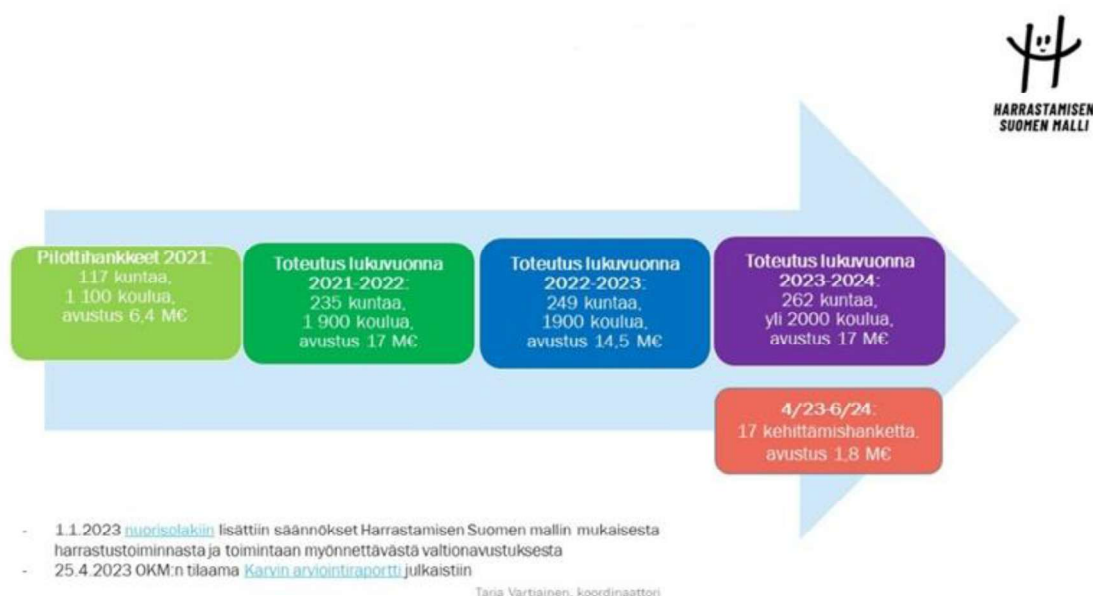 HARRASTAMISEN
SUOMEN MALLI
Pilottihankkeet 2021:
117 kuntaa,
1 100 koulua,
avustus 6,4 M€
Toteutus lukuvuonna
2021-2022:
235 kuntaa,
1 900 koulua,
avustus 17 M€
Toteutus lukuvuonna
2022-2023:
249 kuntaa,
1900 koulua,
avustus 14,5 M€
Toteutus lukuvuonna
2023-2024:
262 kuntaa,
yli 2000 koulua,
avustus 17 M€
4/23-6/24:
17 kehittämishanketta,
avustus 1,8 M€
- 1.1.2023 nuorisolakiin lisättiin säännökset Harrastamisen Suomen mallin mukaisesta
harrastustoiminnasta ja toimintaan myönnettävästä valtionavustuksesta
- 25.4.2023 OKM:n tilaama Karvin arviointiraportti julkaistiin
Tarja Vartiainen, koordinaattori